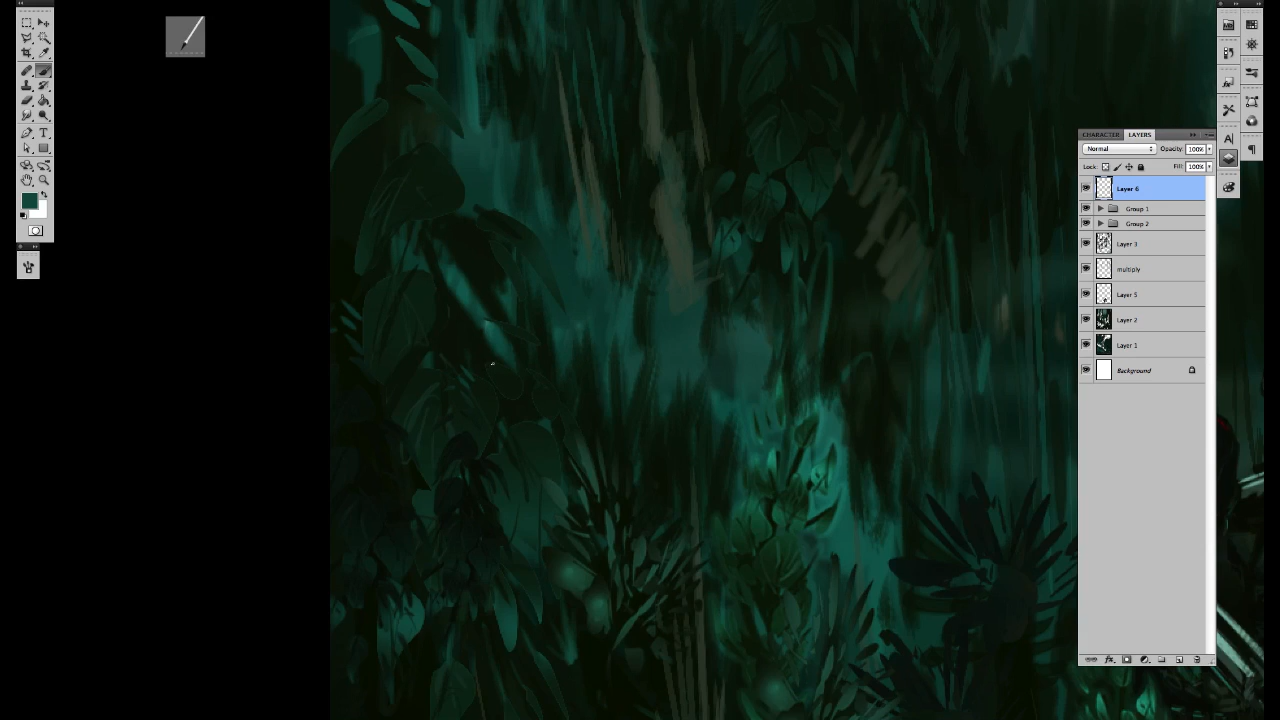 CHARACTER LAYERS
Normal Opacity: 100%
Lock: Fill: 100%
Layer 6
Group 1
Group 2
Layer 3
multiply
Layer 5
Layer 2
Layer 1
Background